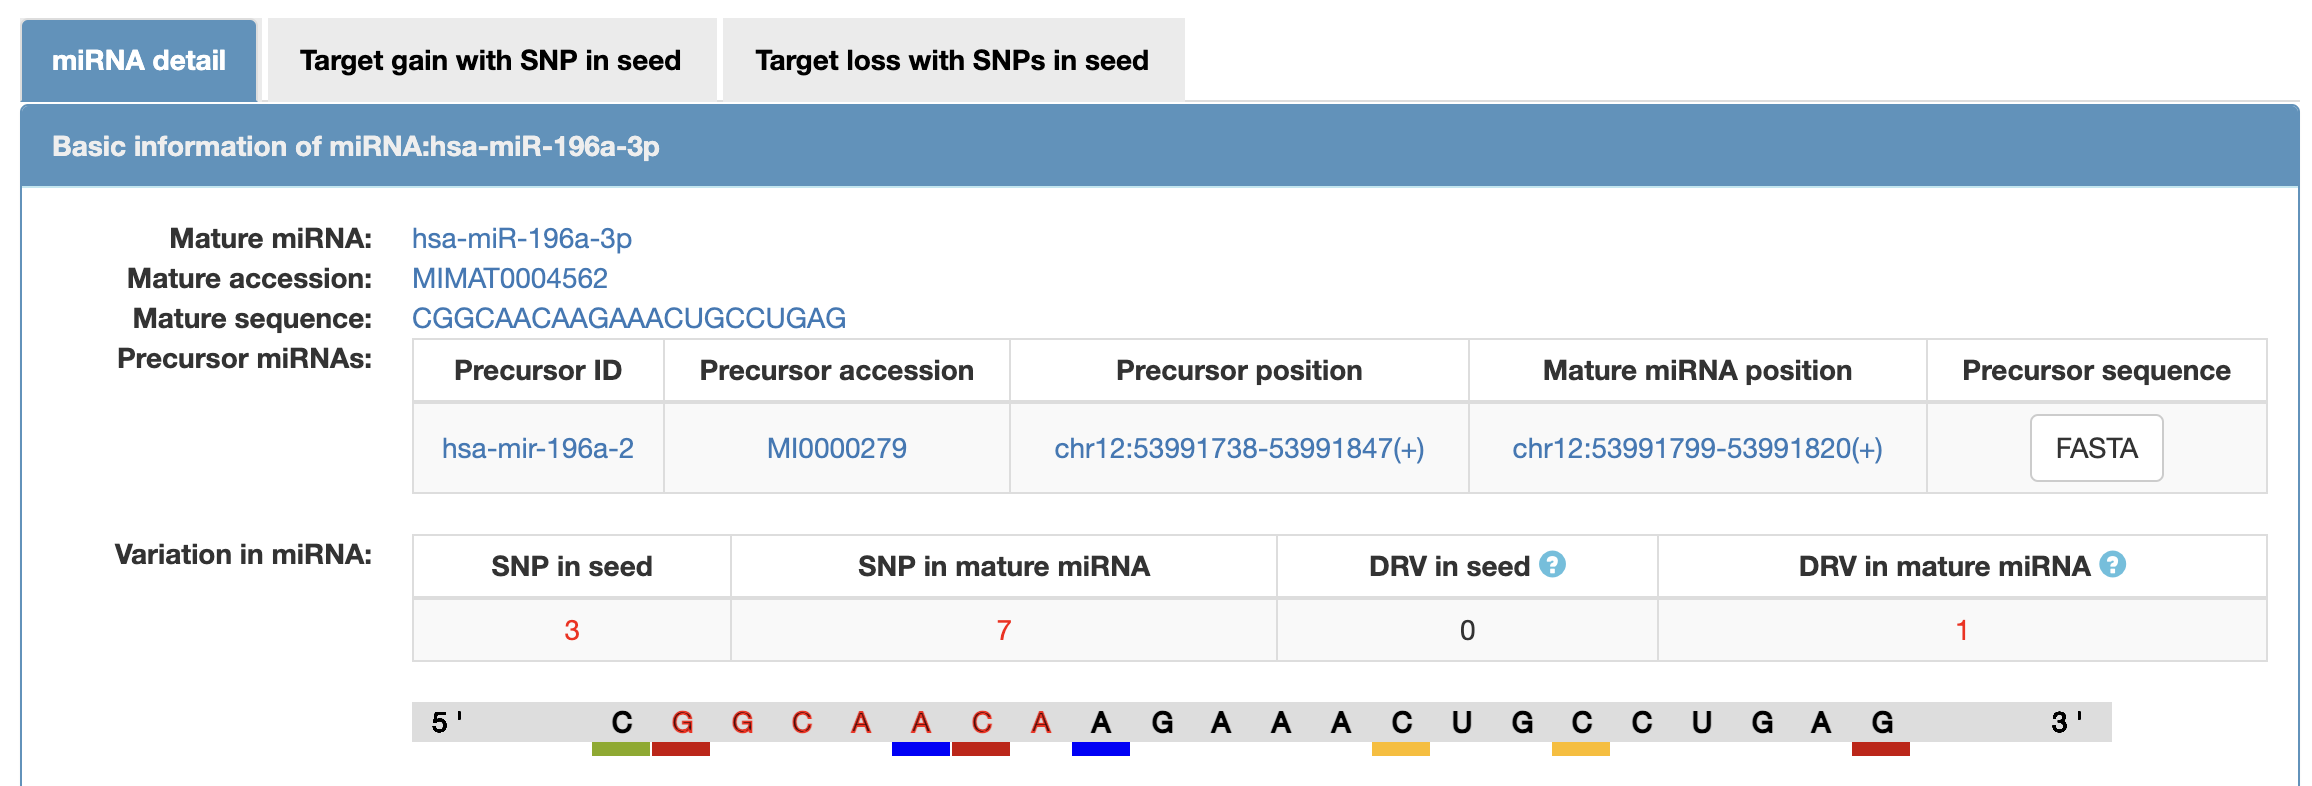 miRNA detail Target gain with SNP in seed Target loss with SNPs in seed
Basic information of miRNA:hsa-miR-196a-3p
Mature miRNA: hsa-miR-196a-3p
Mature accession: MIMAT0004562
Mature sequence: CGGCAACAAGAAACUGCCUGAG
Precursor miRNAs:
Precursor ID Precursor accession Precursor position Mature miRNA position Precursor sequence
hsa-mir-196a-2 MI0000279 chr12:53991738-53991847(+) chr12:53991799-53991820(+) FASTA
Variation in miRNA:
SNP in seed SNP in mature miRNA DRV in seed ? DRV in mature miRNA ?
3 7 0 1
5 ' C G G C A A C A A G A A A C U G C C U G A G 3 '